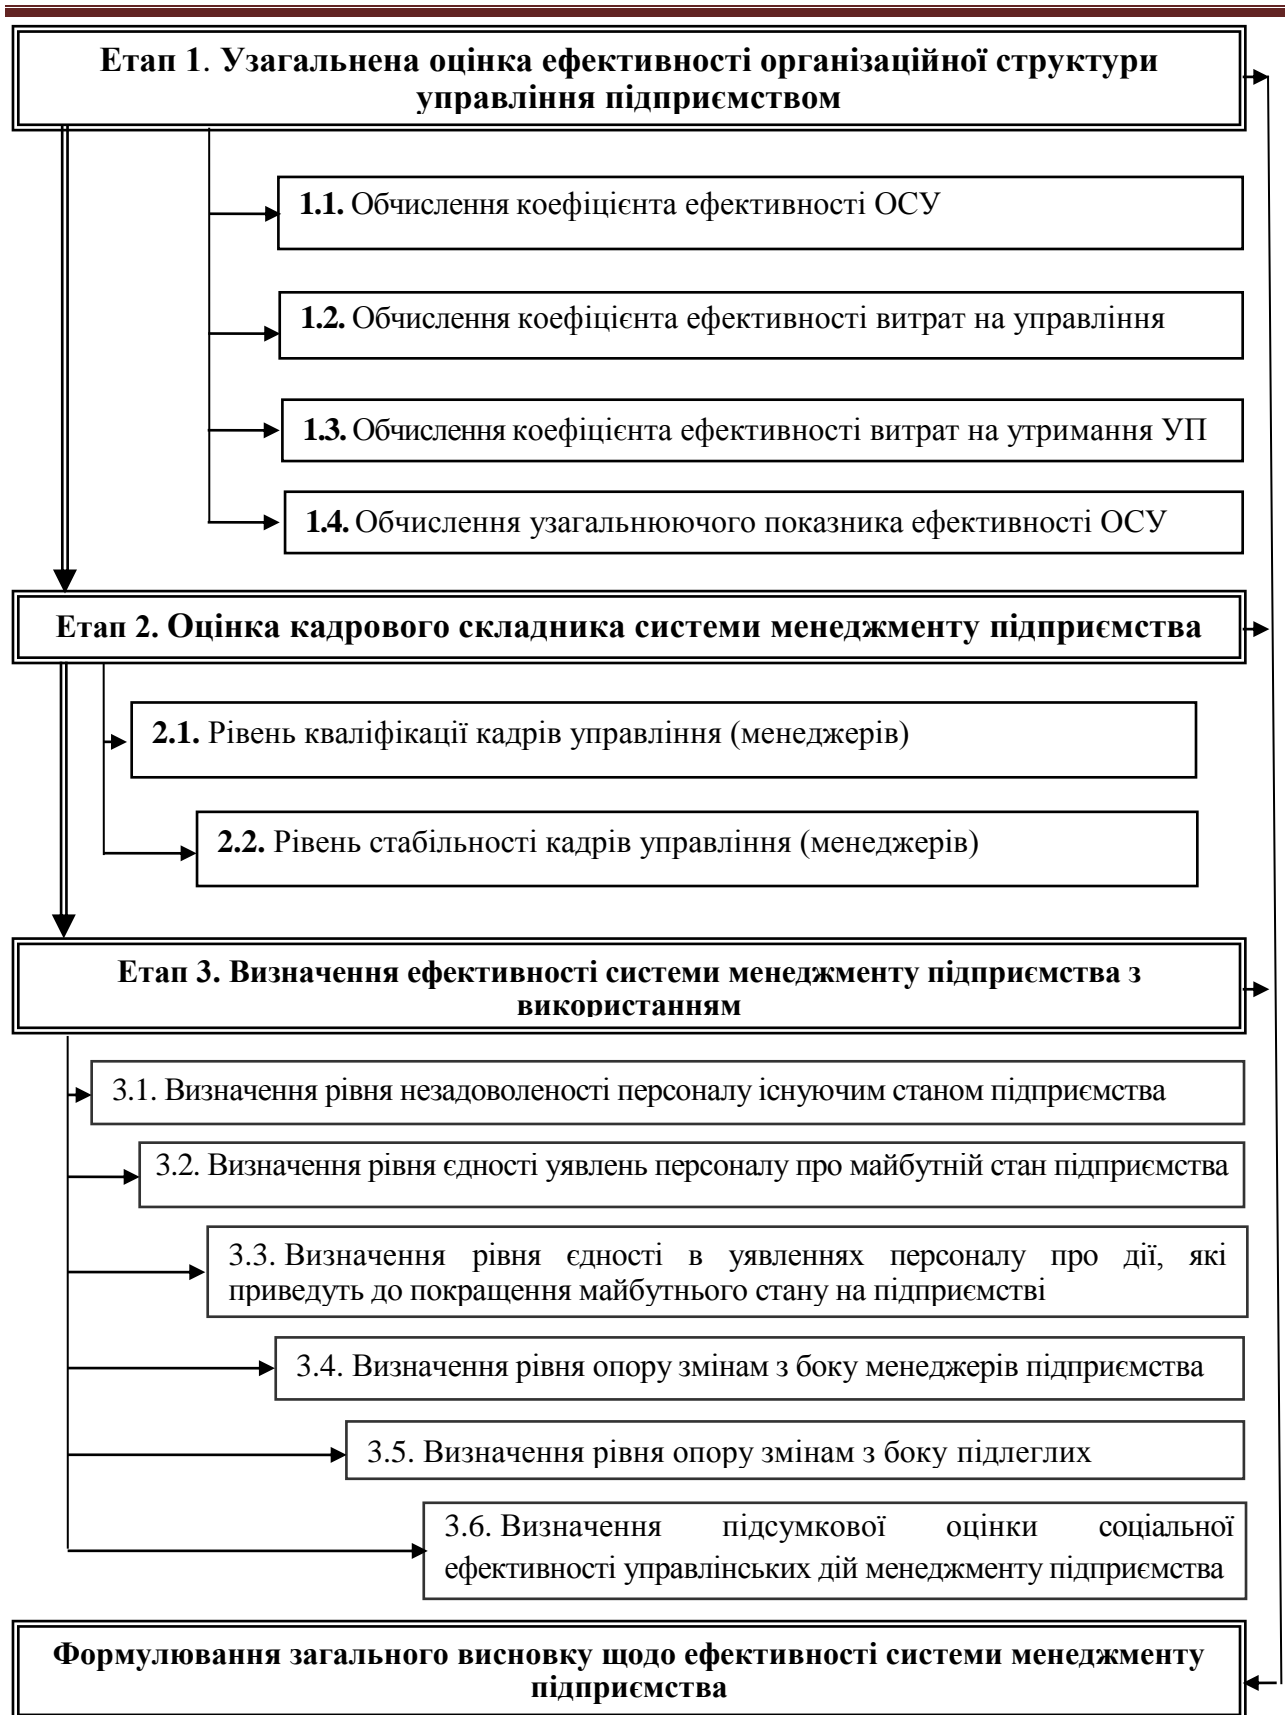 Етап 1. Узагальнена оцінка ефективності організаційної структури
управління підприємством
1.1. Обчислення коефіцієнта ефективності ОСУ
1.2. Обчислення коефіцієнта ефективності витрат на управління
1.3. Обчислення коефіцієнта ефективності витрат на утримання УП
1.4. Обчислення узагальнюючого показника ефективності ОСУ
Етап 2. Оцінка кадрового складника системи менеджменту підприємства
2.1. Рівень кваліфікації кадрів управління (менеджерів)
2.2. Рівень стабільності кадрів управління (менеджерів)
Етап 3. Визначення ефективності системи менеджменту підприємства з
використанням
3.1. Визначення рівня незадоволеності персоналу існуючим станом підприємства
3.2. Визначення рівня єдності уявлень персоналу про майбутній стан підприємства
3.3. Визначення рівня єдності в уявленнях персоналу про дії, які
приведуть до покращення майбутнього стану на підприємстві
3.4. Визначення рівня опору змінам з боку менеджерів підприємства
3.5. Визначення рівня опору змінам з боку підлеглих
3.6. Визначення підсумкової оцінки соціальної
ефективності управлінських дій менеджменту підприємства
Формулювання загального висновку щодо ефективності системи менеджменту
підприємства